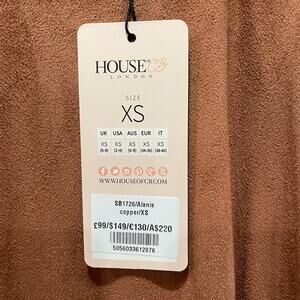 HOUSE OF CB
LONDON
SIZE
XS
UK USA AUS EUR IT
XS XS XS XS XS
(6-8) (2-4) (6-8) (34-36) (38-40)
WWW.HOUSEOFCB.COM
SB1726/Alanis
copper/XS
£99/$149/€130/A$220
5056033612876